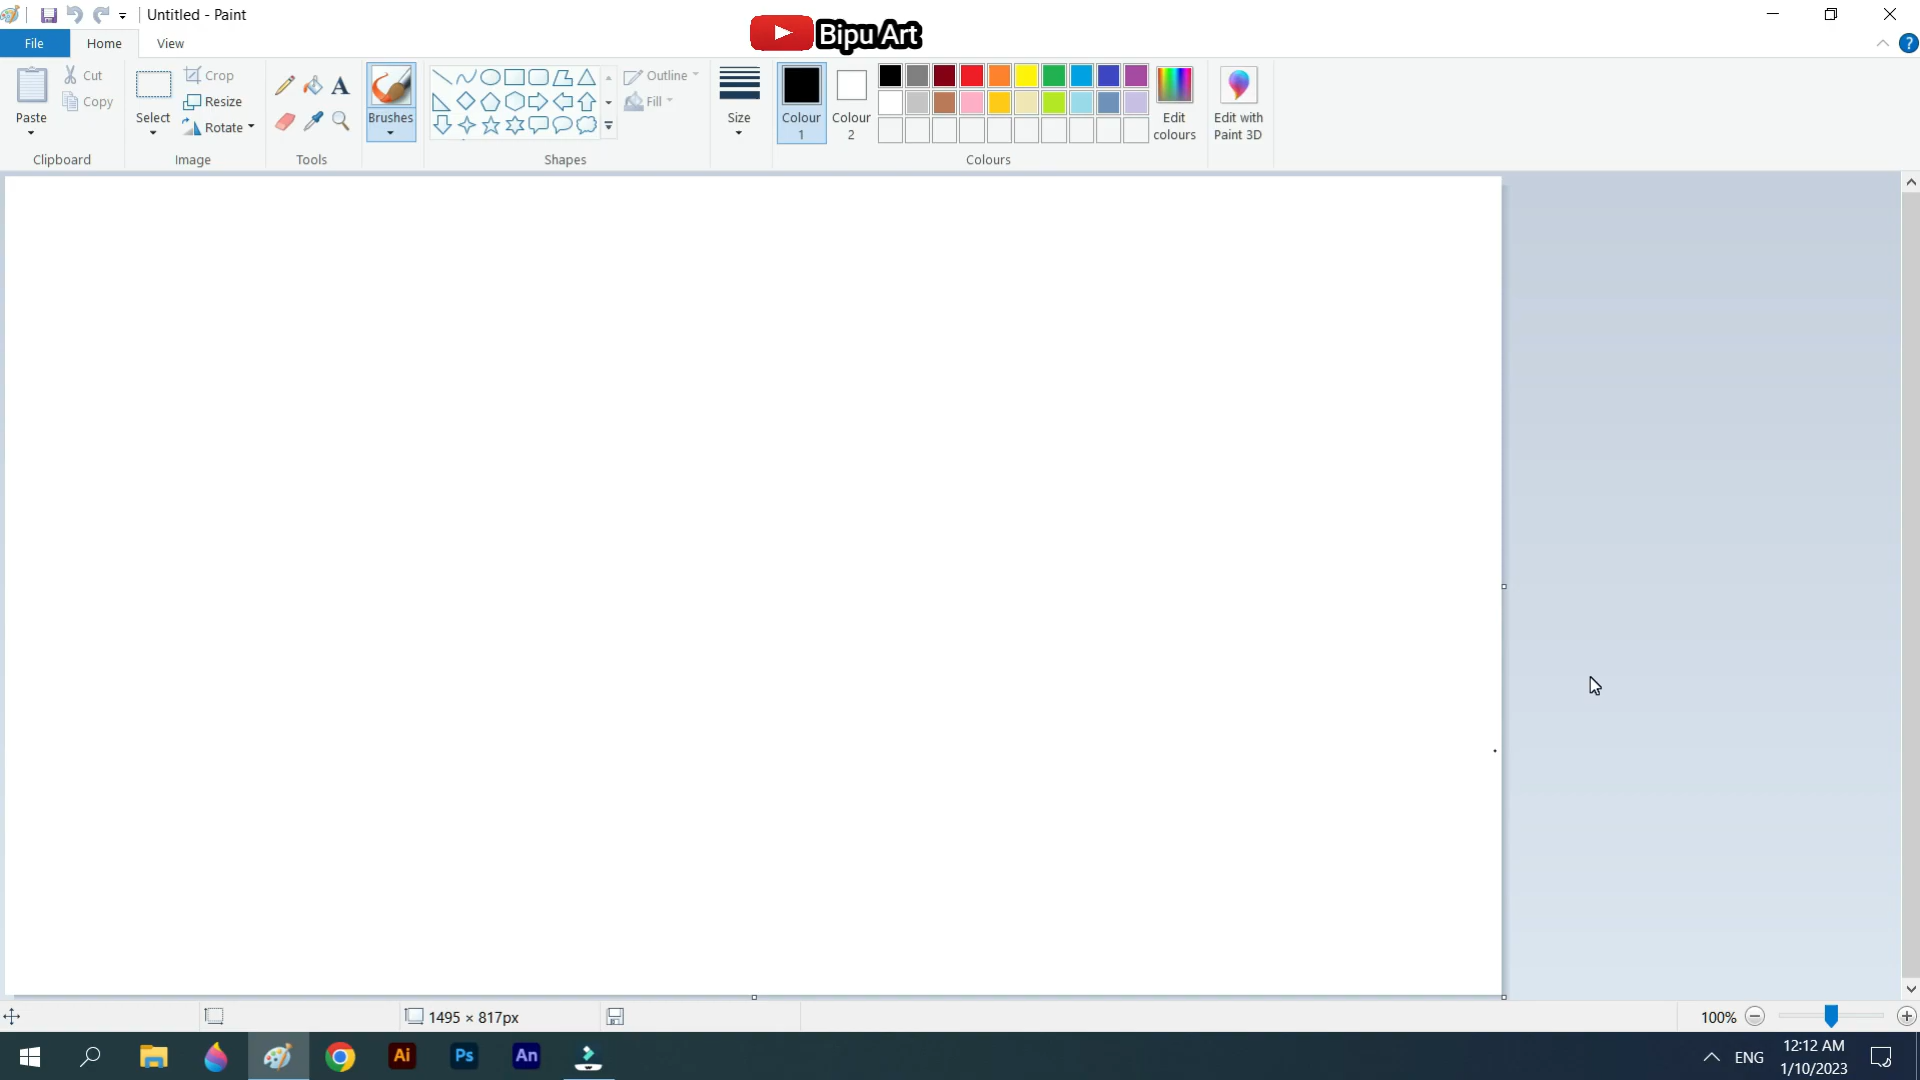 Untitled - Paint
Bipu Art
File
Home
View
?
Paste
Cut
Copy
Clipboard
Select
Crop
Resize
Rotate
Image
A
Tools
Brushes
Outline
Fill
Shapes
Size
Colour
1
Colour
2
Edit
colours
Colours
Edit with
Paint 3D
1495 × 817px
100%
Ai
Ps
An
ENG
12:12 AM
1/10/2023